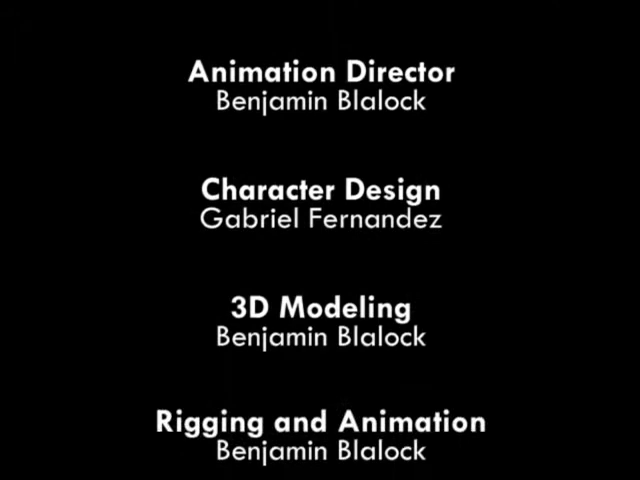 Animation Director
Benjamin Blalock
Character Design
Gabriel Fernandez
3D Modeling
Benjamin Blalock
Rigging and Animation
Benjamin Blalock